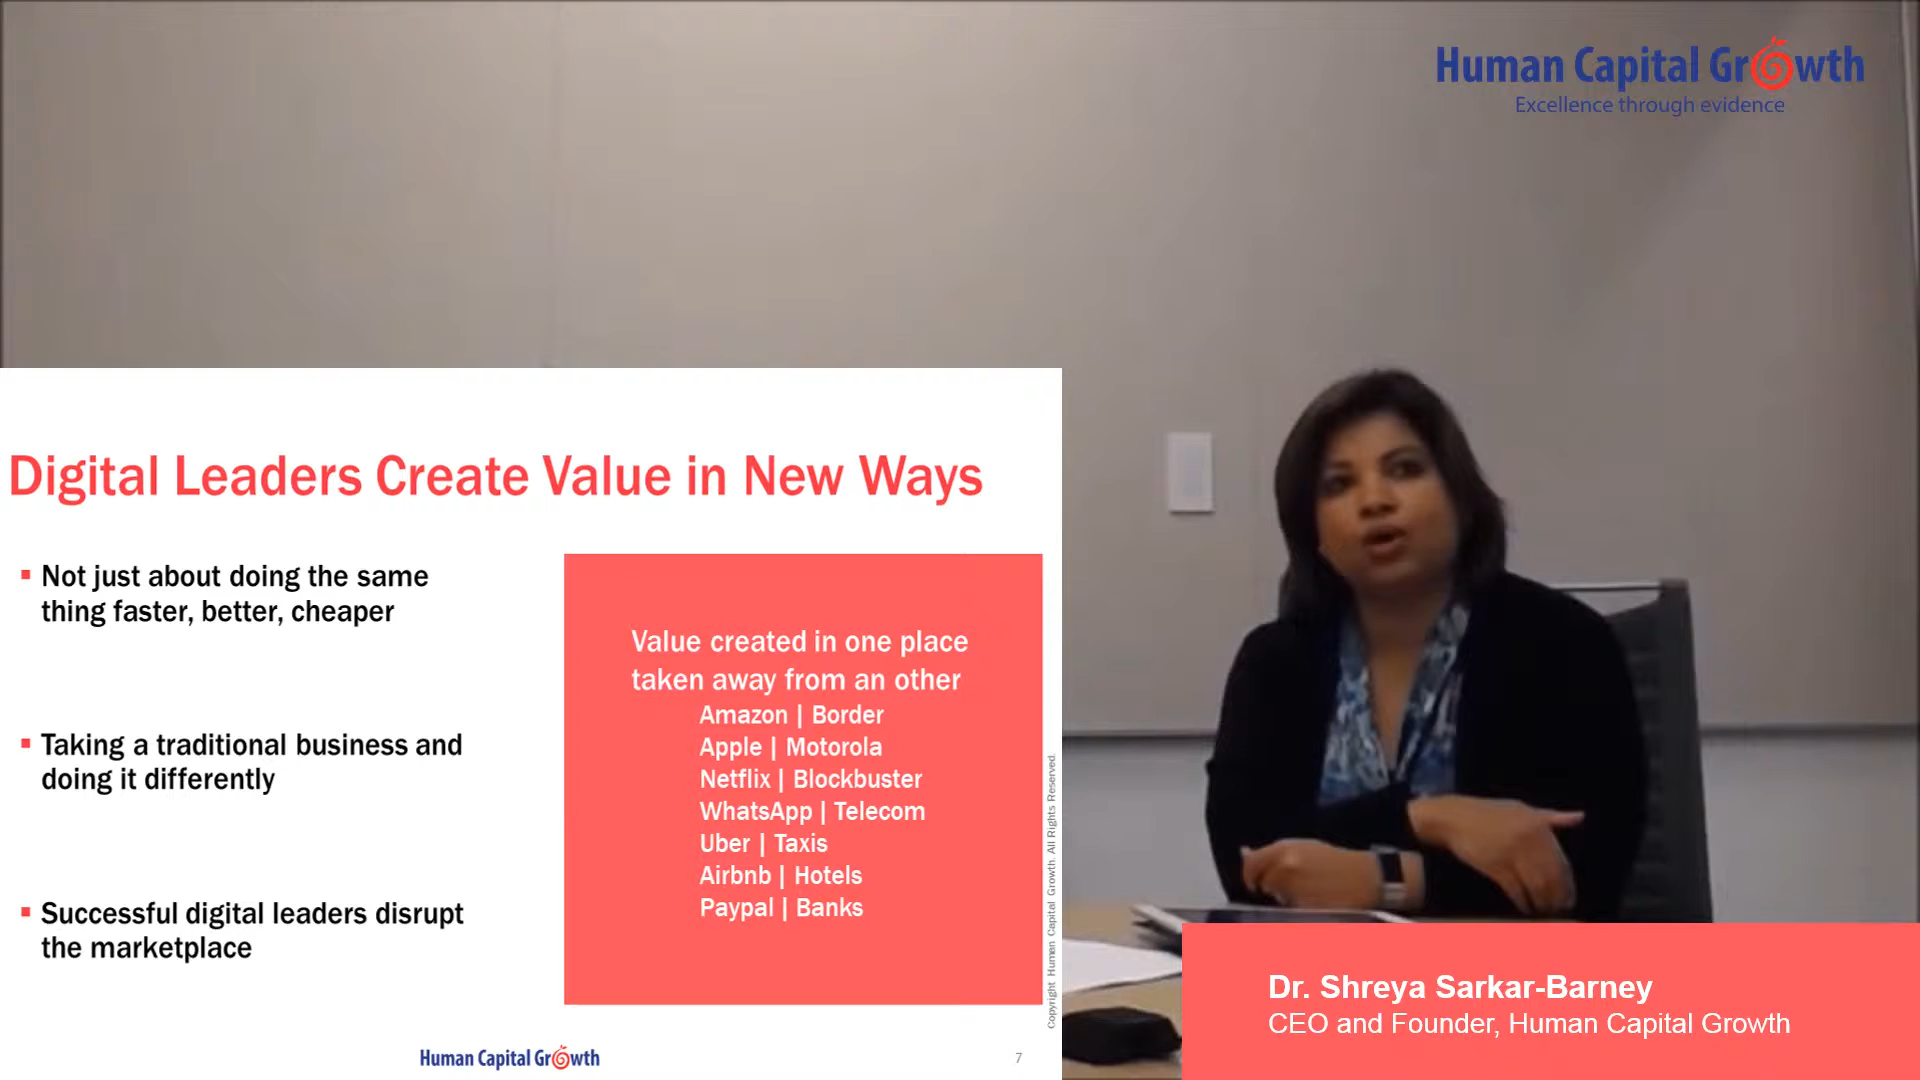 Human Capital Growth
Excellence through evidence
Digital Leaders Create Value in New Ways
▪ Not just about doing the same
thing faster, better, cheaper
▪ Taking a traditional business and
doing it differently
▪ Successful digital leaders disrupt
the marketplace
Value created in one place
taken away from an other
Amazon | Border
Apple | Motorola
Netflix | Blockbuster
WhatsApp | Telecom
Uber | Taxis
Airbnb | Hotels
Paypal | Banks
Copyright Human Capital Growth. All Rights Reserved.
Human Capital Growth
7
Dr. Shreya Sarkar-Barney
CEO and Founder, Human Capital Growth